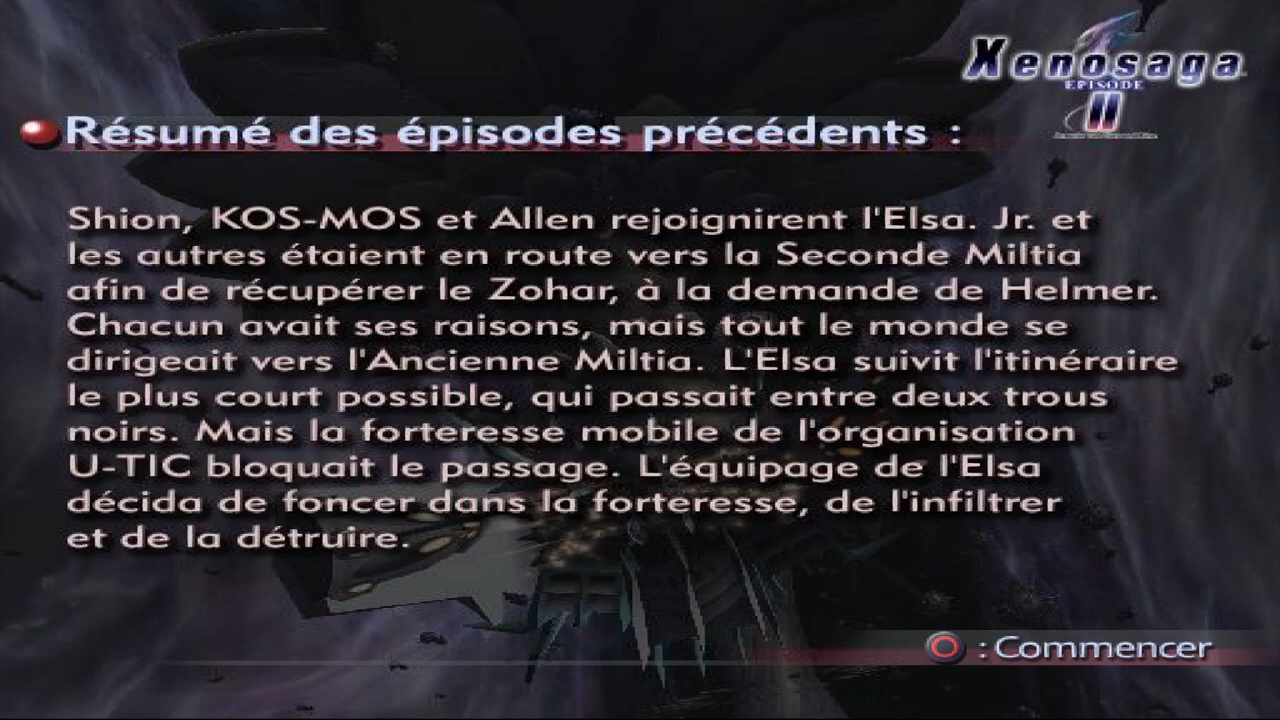 Xenosaga
EPISODE
II
Résumé des épisodes précédents :
Shion, KOS-MOS et Allen rejoignirent l'Elsa. Jr. et
les autres étaient en route vers la Seconde Miltia
afin de récupérer le Zohar, à la demande de Helmer.
Chacun avait ses raisons, mais tout le monde se
dirigeait vers l'Ancienne Miltia. L'Elsa suivit l'itinéraire
le plus court possible, qui passait entre deux trous
noirs. Mais la forteresse mobile de l'organisation
U-TIC bloquait le passage. L'équipage de l'Elsa
décida de foncer dans la forteresse, de l'infiltrer
et de la détruire.
: Commencer